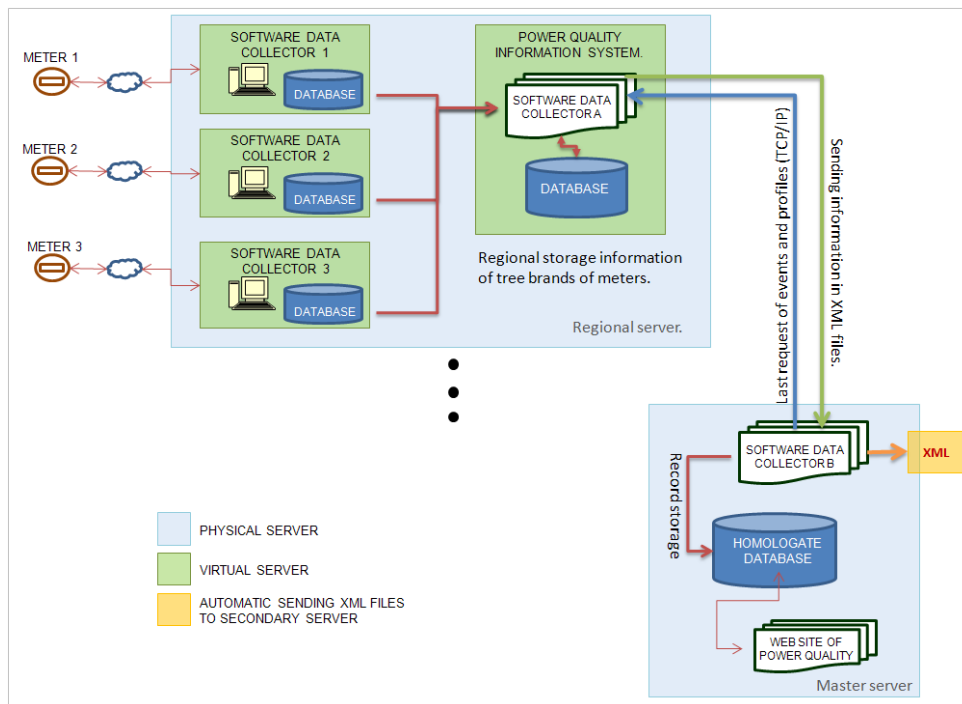 METER 1
SOFTWARE DATA
COLLECTOR 1
DATABASE
METER 2
SOFTWARE DATA
COLLECTOR 2
DATABASE
METER 3
SOFTWARE DATA
COLLECTOR 3
DATABASE
POWER QUALITY
INFORMATION SYSTEM.
SOFTWARE DATA
COLLECTOR A
DATABASE
Regional storage information
of tree brands of meters.
Regional server.
Last request of events and profiles (TCP/IP)
Sending information in XML files.
SOFTWARE DATA
COLLECTOR B
XML
Record storage
HOMOLOGATE
DATABASE
WEB SITE OF
POWER QUALITY
Master server
PHYSICAL SERVER
VIRTUAL SERVER
AUTOMATIC SENDING XML FILES
TO SECONDARY SERVER